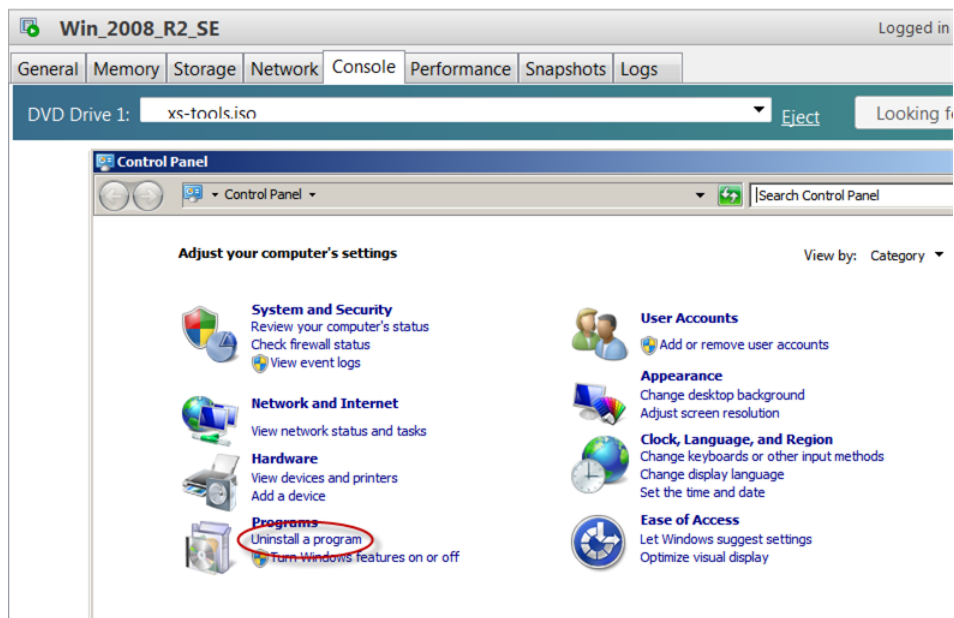 Win_2008_R2_SE Logged in
General Memory Storage Network Console Performance Snapshots Logs
DVD Drive 1: xs-tools.iso Eject Looking f
Control Panel
Control Panel Search Control Panel
Adjust your computer's settings View by: Category
System and Security
Review your computer's status
Check firewall status
View event logs
Network and Internet
View network status and tasks
Hardware
View devices and printers
Add a device
Programs
Uninstall a program
Turn Windows features on or off
User Accounts
Add or remove user accounts
Appearance
Change desktop background
Adjust screen resolution
Clock, Language, and Region
Change keyboards or other input methods
Change display language
Set the time and date
Ease of Access
Let Windows suggest settings
Optimize visual display